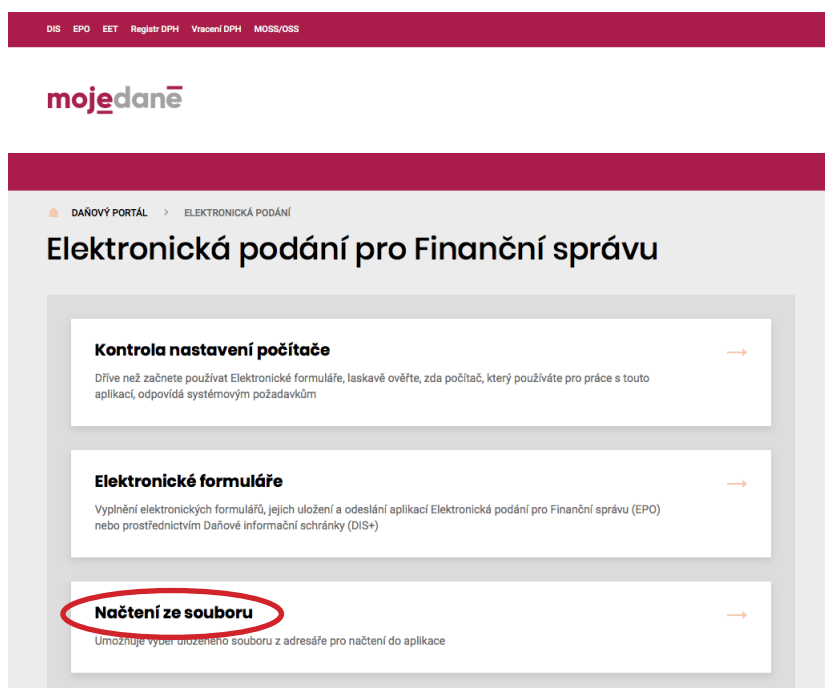 DIS EPO EET Registr DPH Vracení DPH MOSS/OSS
mojedaně
DAŇOVÝ PORTÁL > ELEKTRONICKÁ PODÁNÍ
Elektronická podání pro Finanční správu
Kontrola nastavení počítače
Dříve než začnete používat Elektronické formuláře, laskavě ověřte, zda počítač, který používáte pro práce s touto
aplikací, odpovídá systémovým požadavkům
Elektronické formuláře
Vyplnění elektronických formulářů, jejich uložení a odeslání aplikací Elektronická podání pro Finanční správu (EPO)
nebo prostřednictvím Daňové informační schránky (DIS+)
Načtení ze souboru
Umožňuje výběr uloženého souboru z adresáře pro načtení do aplikace